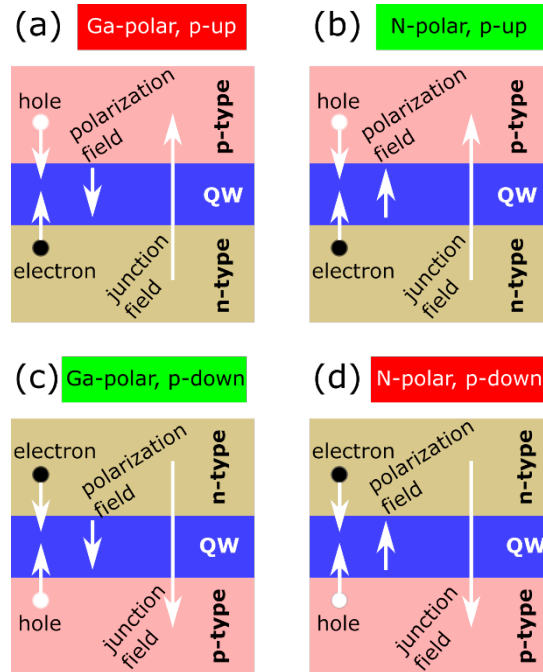 (a) Ga-polar, p-up
hole
polarization
field
p-type
QW
electron
junction
field
n-type
(b) N-polar, p-up
hole
polarization
field
p-type
QW
electron
junction
field
n-type
(c) Ga-polar, p-down
electron
polarization
field
n-type
QW
hole
junction
field
p-type
(d) N-polar, p-down
electron
polarization
field
n-type
QW
hole
junction
field
p-type